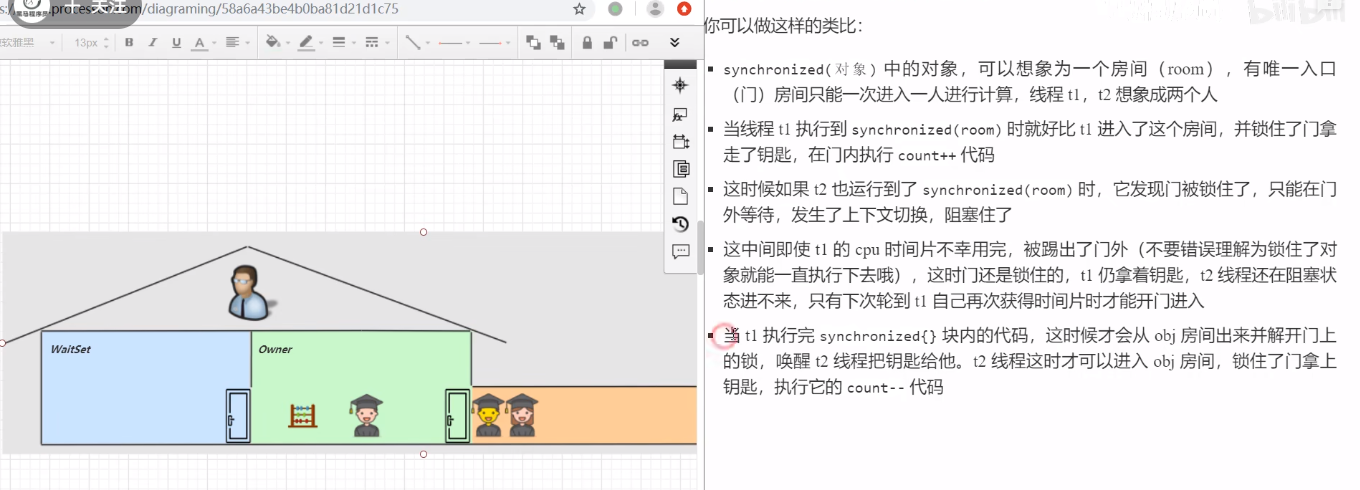 黑马程序员
+ 关注
s://www.processon.com/diagraming/58a6a43be4b0ba81d21d1c75
软雅黑
13px
B I U A
WaitSet
Owner
你可以做这样的类比：
synchronized(对象) 中的对象，可以想象为一个房间（room），有唯一入口
（门）房间只能一次进入一人进行计算，线程 t1，t2 想象成两个人
当线程 t1 执行到 synchronized(room) 时就好比 t1 进入了这个房间，并锁住了门拿
走了钥匙，在门内执行 count++ 代码
这时候如果 t2 也运行到了 synchronized(room) 时，它发现门被锁住了，只能在门
外等待，发生了上下文切换，阻塞住了
这中间即使 t1 的 cpu 时间片不幸用完，被踢出了门外（不要错误理解为锁住了对
象就能一直执行下去哦），这时门还是锁住的，t1 仍拿着钥匙，t2 线程还在阻塞状
态进不来，只有下次轮到 t1 自己再次获得时间片时才能开门进入
当 t1 执行完 synchronized{} 块内的代码，这时候才会从 obj 房间出来并解开门上
的锁，唤醒 t2 线程把钥匙给他。t2 线程这时才可以进入 obj 房间，锁住了门拿上
钥匙，执行它的 count-- 代码